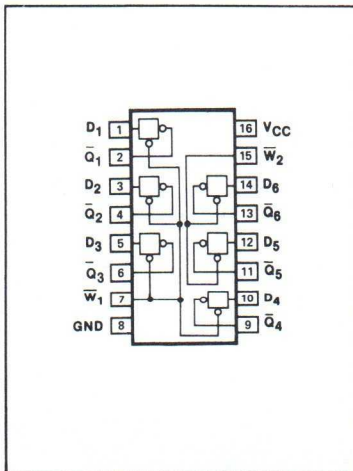 D1 1 16 VCC
Q̅1 2 15 W̅2
D2 3 14 D6
Q̅2 4 13 Q̅6
D3 5 12 D5
Q̅3 6 11 Q̅5
W̅1 7 10 D4
GND 8 9 Q̅4